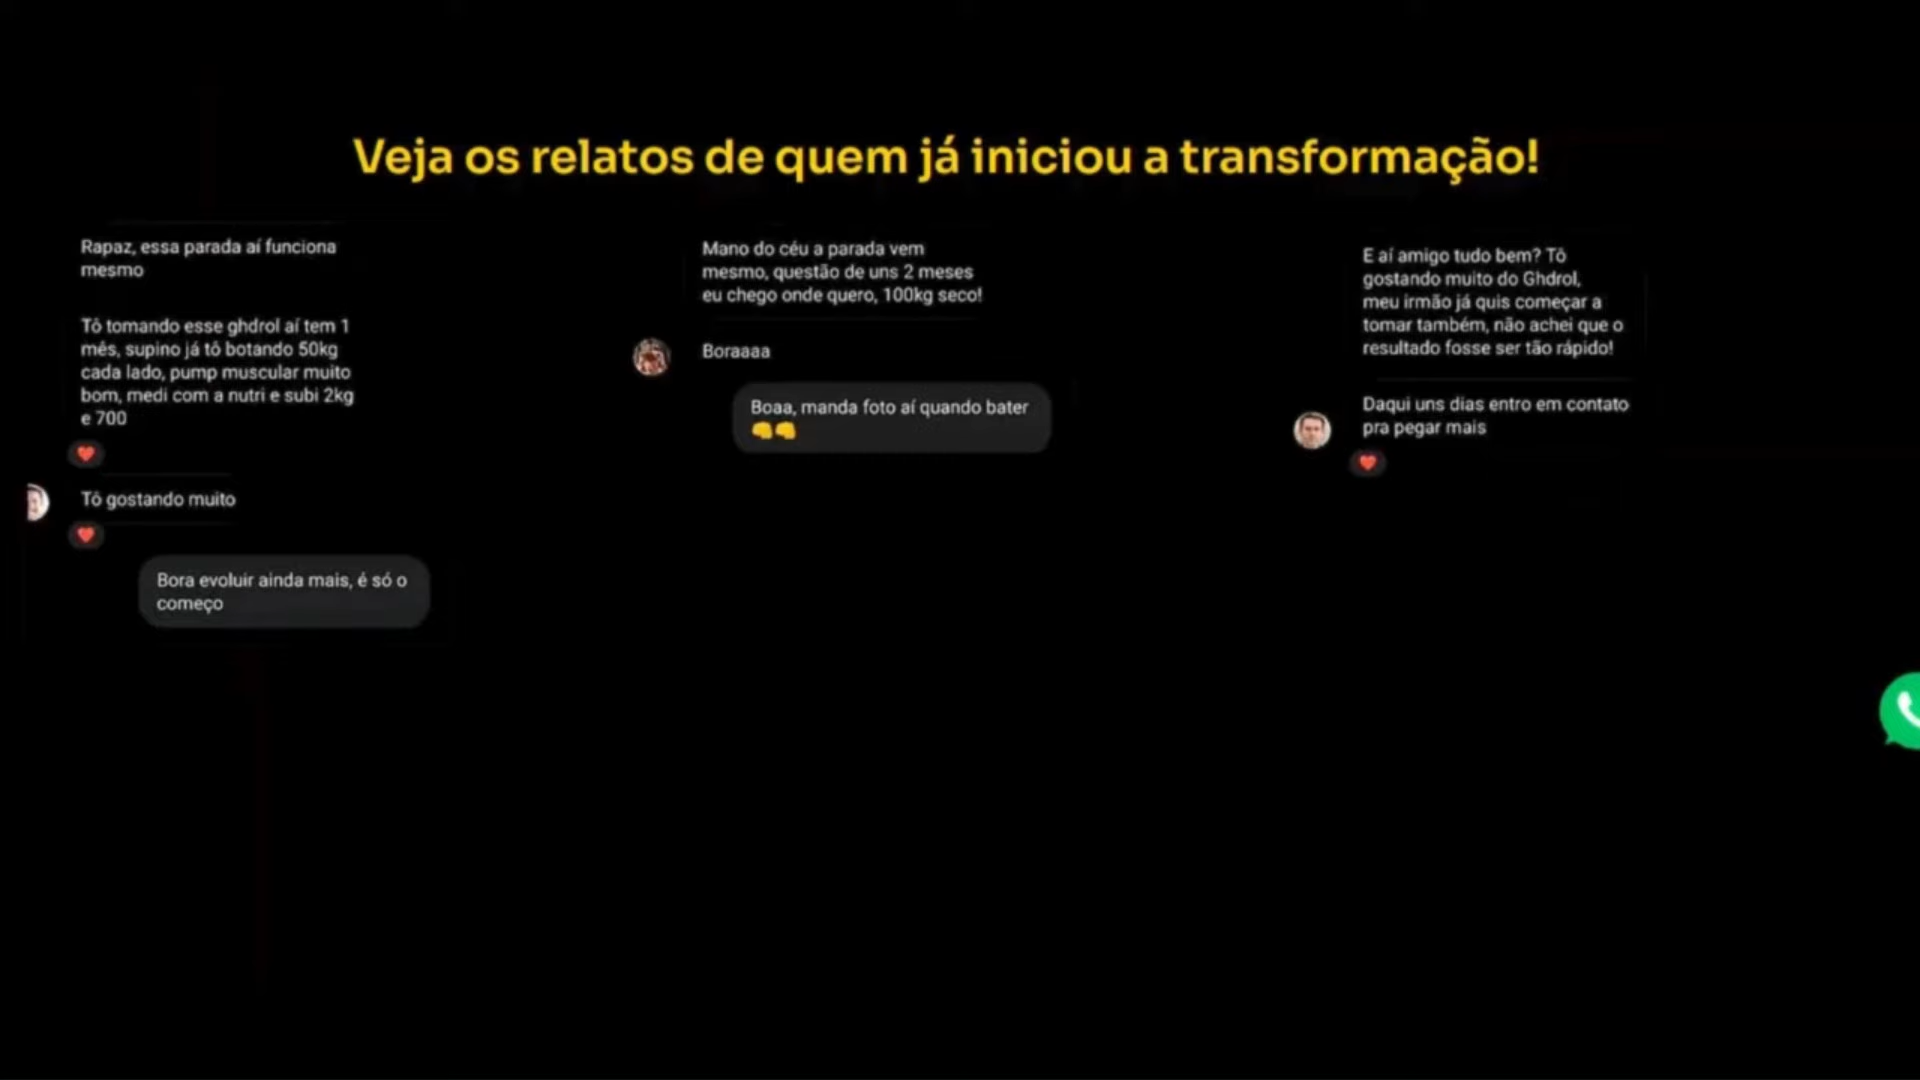 Veja os relatos de quem já iniciou a transformação!
Rapaz, essa parada aí funciona
mesmo
Tô tomando esse ghdrol aí tem 1
mês, supino já tô botando 50kg
cada lado, pump muscular muito
bom, medi com a nutri e subi 2kg
e 700
Tô gostando muito
Bora evoluir ainda mais, é só o
começo
Mano do céu a parada vem
mesmo, questão de uns 2 meses
eu chego onde quero, 100kg seco!
Boraaaa
Boaa, manda foto aí quando bater
👊👊
E aí amigo tudo bem? Tô
gostando muito do Ghdrol,
meu irmão já quis começar a
tomar também, não achei que o
resultado fosse ser tão rápido!
Daqui uns dias entro em contato
pra pegar mais